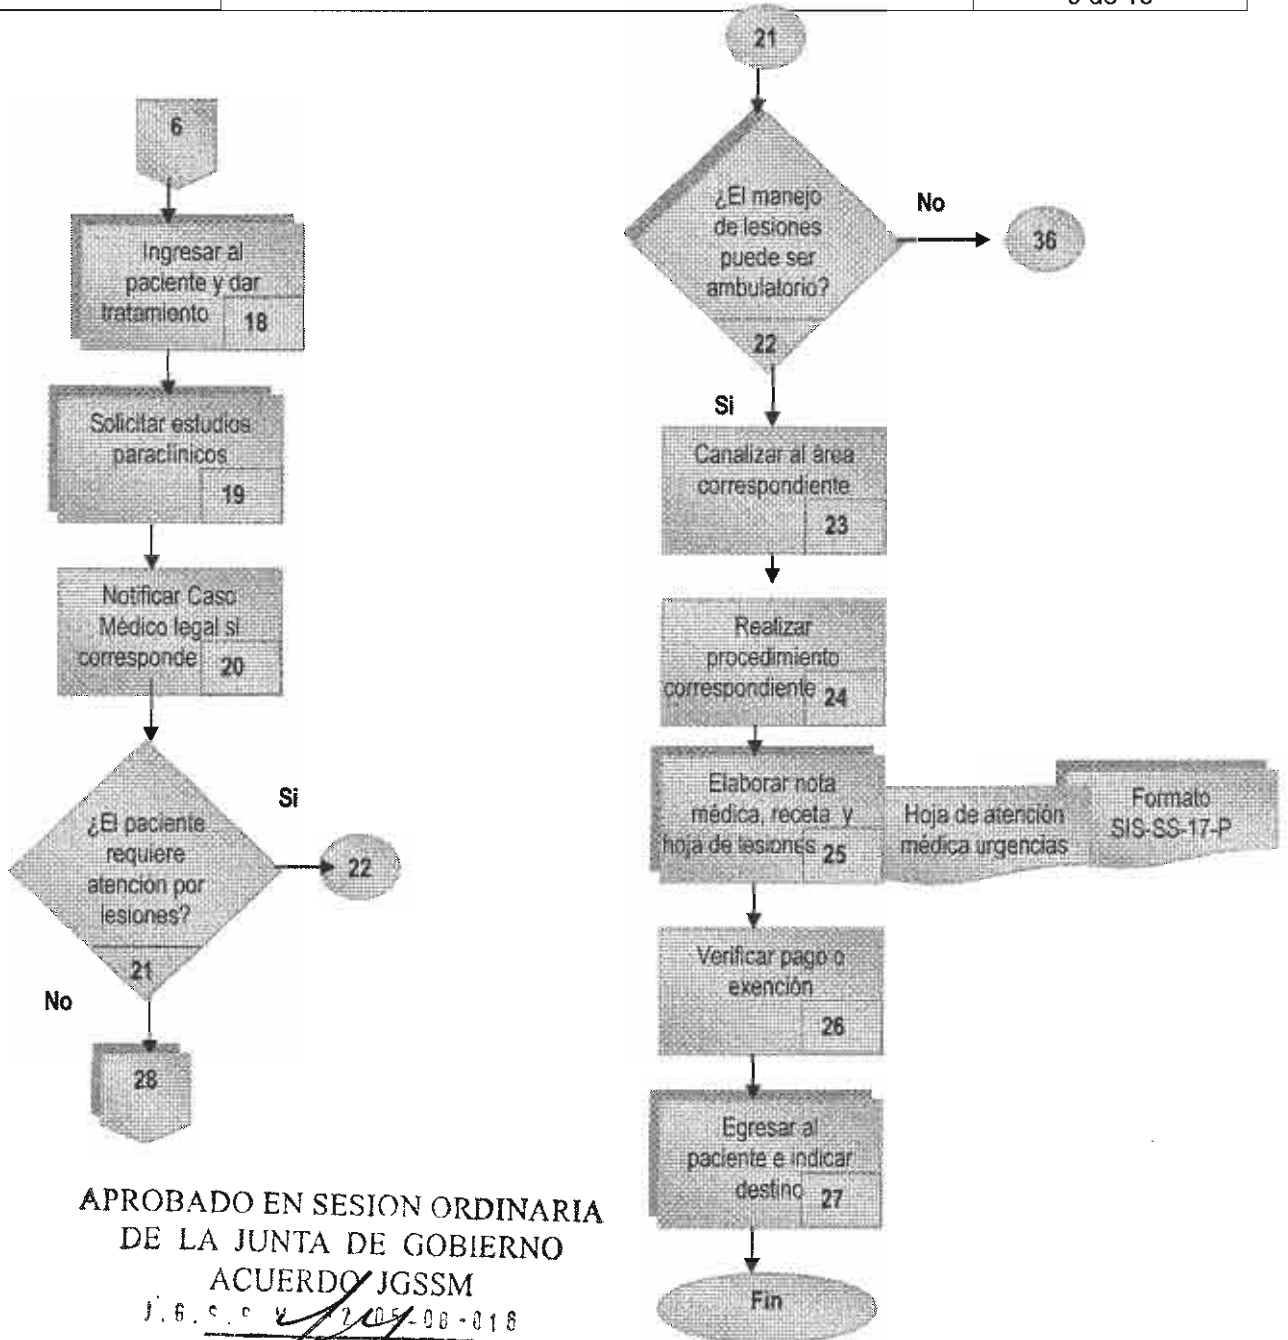 6
Ingresar al
paciente y dar
tratamiento
18
Solicitar estudios
paraclínicos
19
Notificar Caso
Médico legal si
corresponde
20
¿El paciente
requiere
atención por
lesiones?
21
Si
22
No
28
21
¿El manejo
de lesiones
puede ser
ambulatorio?
22
No
36
Si
Canalizar al área
correspondiente
23
Realizar
procedimiento
correspondiente
24
Elaborar nota
médica, receta y
hoja de lesiones
25
Hoja de atención
médica urgencias
Formato
SIS-SS-17-P
Verificar pago o
exención
26
Egresar al
paciente e indicar
destino
27
Fin
APROBADO EN SESION ORDINARIA
DE LA JUNTA DE GOBIERNO
ACUERDO JGSSM